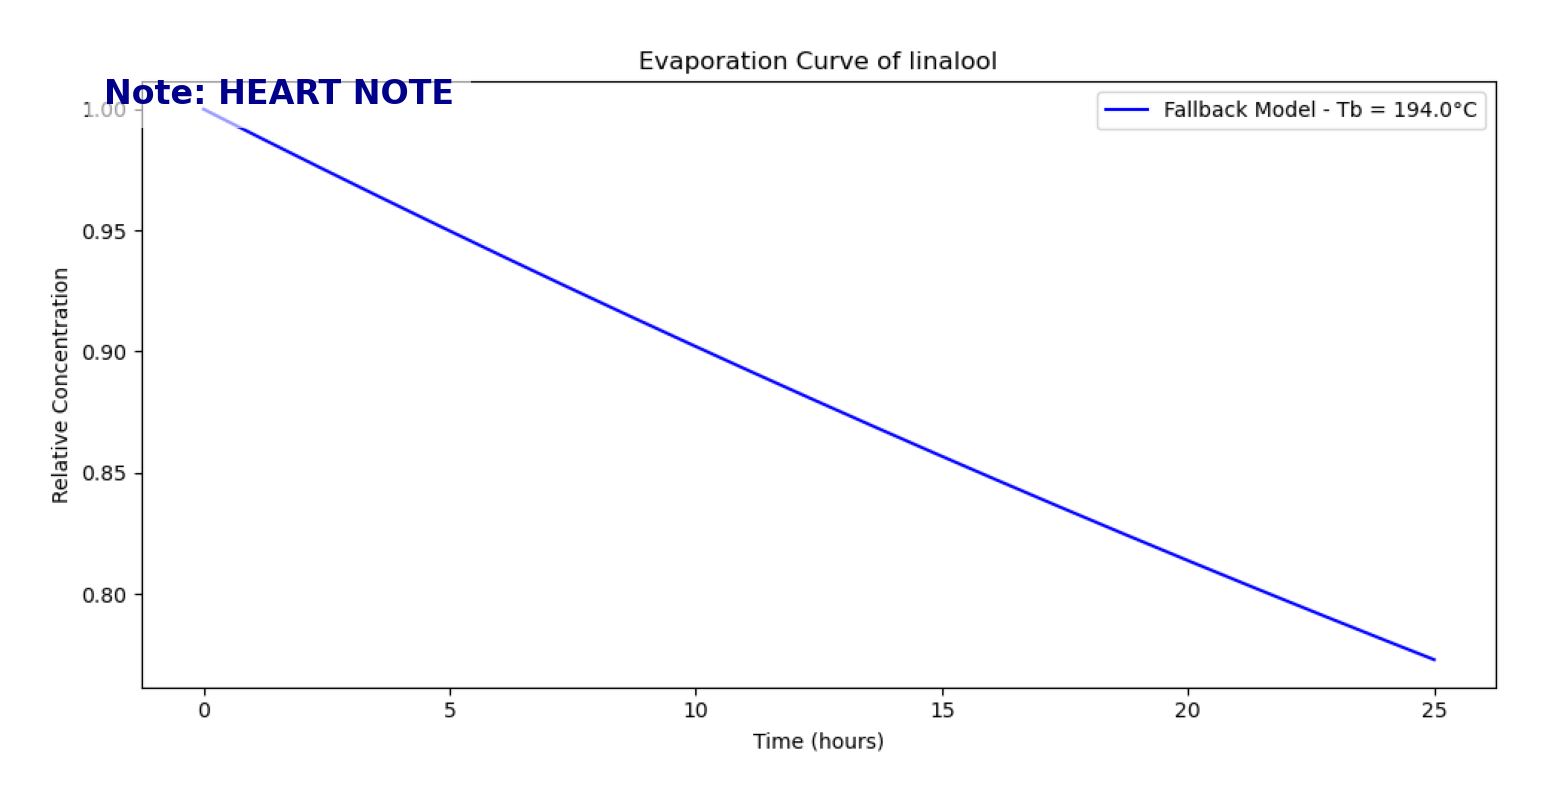 Evaporation Curve of linalool
Note: HEART NOTE
Fallback Model - Tb = 194.0°C
1.00
0.95
0.90
0.85
0.80
Relative Concentration
0
5
10
15
20
25
Time (hours)